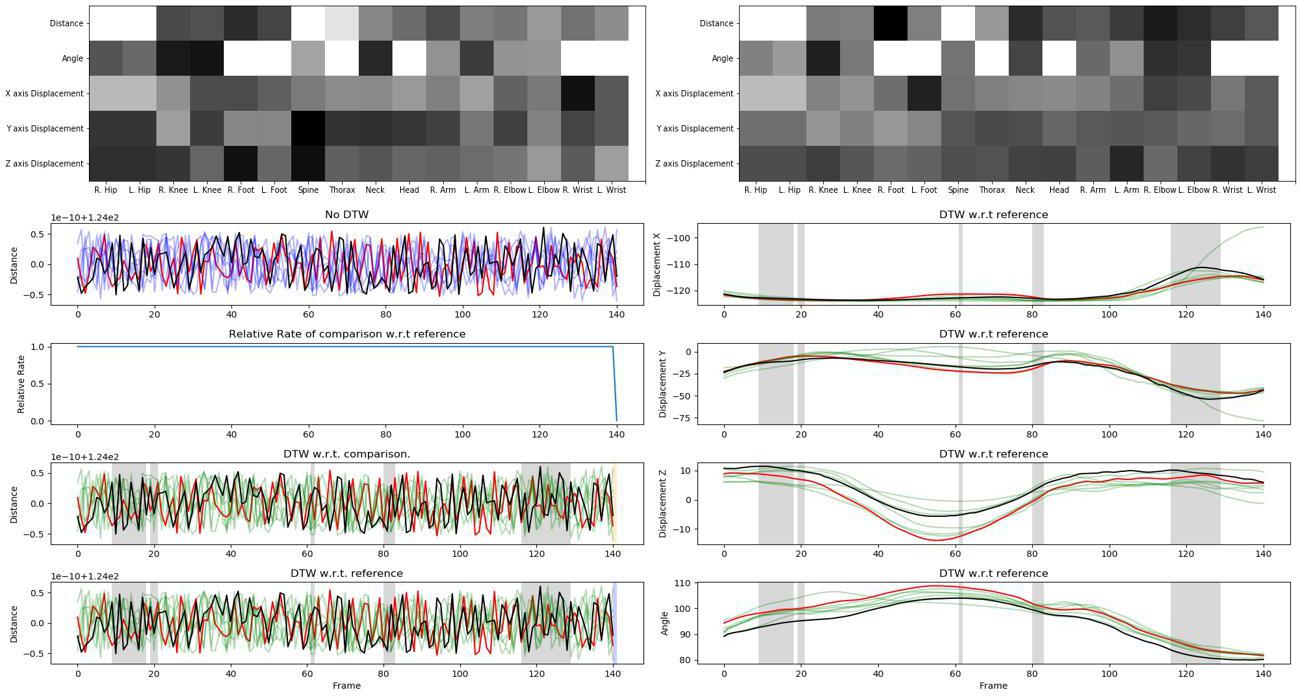 Distance
Angle
X axis Displacement
Y axis Displacement
Z axis Displacement
R. Hip L. Hip R. Knee L. Knee R. Foot L. Foot Spine Thorax Neck Head R. Arm L. Arm R. Elbow L. Elbow R. Wrist L. Wrist
Distance
Angle
X axis Displacement
Y axis Displacement
Z axis Displacement
R. Hip L. Hip R. Knee L. Knee R. Foot L. Foot Spine Thorax Neck Head R. Arm L. Arm R. Elbow L. Elbow R. Wrist L. Wrist
1e−10+1.24e2
No DTW
Distance
0.5
0.0
−0.5
0 20 40 60 80 100 120 140
Relative Rate of comparison w.r.t reference
Relative Rate
1.0
0.5
0.0
0 20 40 60 80 100 120 140
1e−10+1.24e2
DTW w.r.t. comparison.
Distance
0.5
0.0
−0.5
0 20 40 60 80 100 120 140
1e−10+1.24e2
DTW w.r.t. reference
Distance
0.5
0.0
−0.5
0 20 40 60 80 100 120 140
Frame
DTW w.r.t reference
Diplacement X
−100
−110
−120
0 20 40 60 80 100 120 140
DTW w.r.t reference
Displacement Y
0
−25
−50
−75
0 20 40 60 80 100 120 140
DTW w.r.t reference
Displacement Z
10
0
−10
0 20 40 60 80 100 120 140
DTW w.r.t reference
Angle
110
100
90
80
0 20 40 60 80 100 120 140
Frame